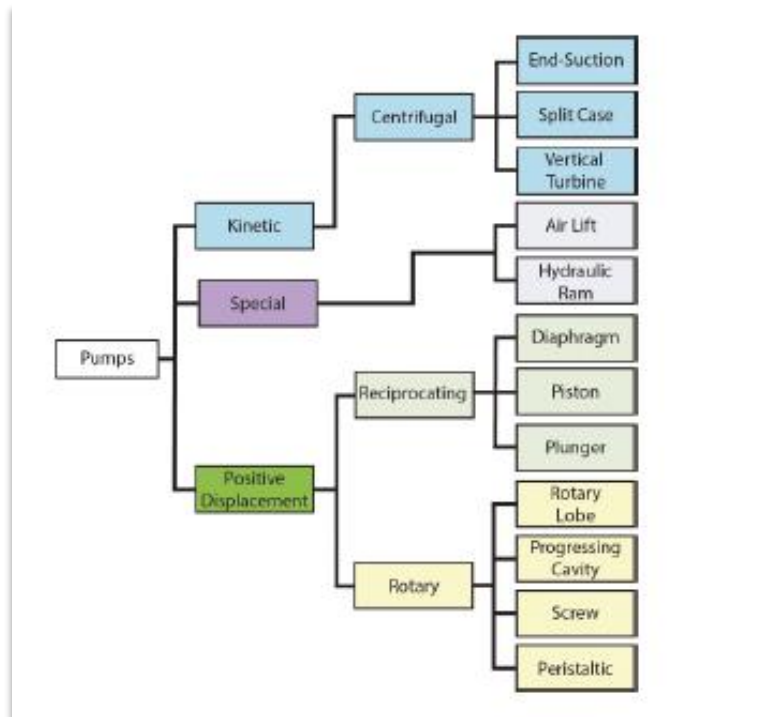 End-Suction
Centrifugal
Split Case
Vertical
Turbine
Kinetic
Air Lift
Special
Hydraulic
Ram
Pumps
Diaphragm
Reciprocating
Piston
Plunger
Positive
Displacement
Rotary
Lobe
Progressing
Cavity
Rotary
Screw
Peristaltic